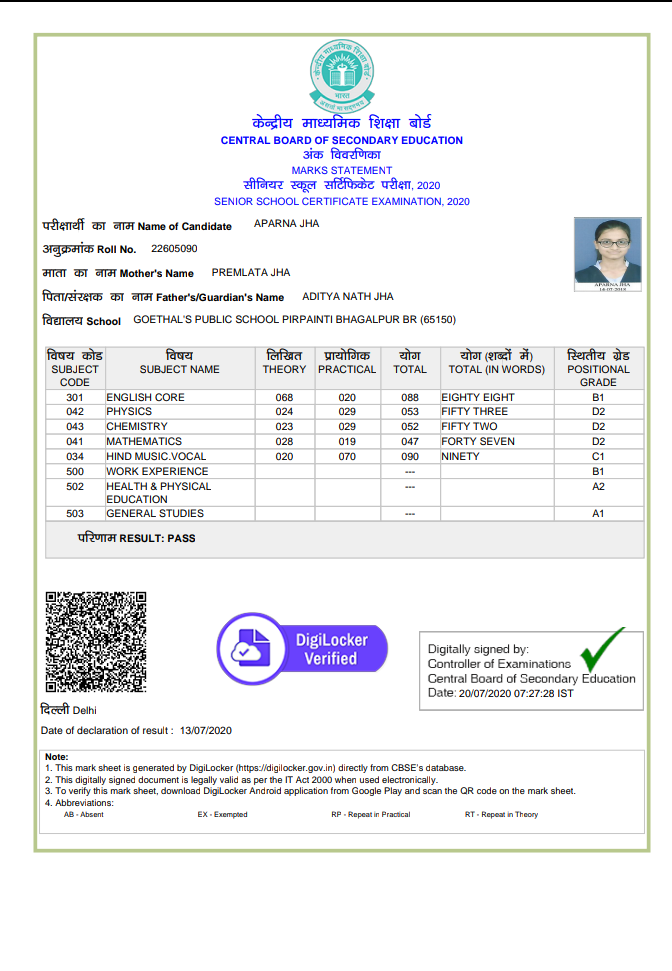 केन्द्रीय माध्यमिक शिक्षा बोर्ड
भारत
असतो मा सद्गमय
केन्द्रीय माध्यमिक शिक्षा बोर्ड
CENTRAL BOARD OF SECONDARY EDUCATION
अंक विवरणिका
MARKS STATEMENT
सीनियर स्कूल सर्टिफिकेट परीक्षा, 2020
SENIOR SCHOOL CERTIFICATE EXAMINATION, 2020
परीक्षार्थी का नाम Name of Candidate APARNA JHA
अनुक्रमांक Roll No. 22605090
माता का नाम Mother's Name PREMLATA JHA
पिता/संरक्षक का नाम Father's/Guardian's Name ADITYA NATH JHA
विद्यालय School GOETHAL'S PUBLIC SCHOOL PIRPAINTI BHAGALPUR BR (65150)
APARNA JHA
विषय कोड विषय लिखित प्रायोगिक योग योग (शब्दों में) स्थितीय ग्रेड
SUBJECT SUBJECT NAME THEORY PRACTICAL TOTAL TOTAL (IN WORDS) POSITIONAL
CODE GRADE
301 ENGLISH CORE 068 020 088 EIGHTY EIGHT B1
042 PHYSICS 024 029 053 FIFTY THREE D2
043 CHEMISTRY 023 029 052 FIFTY TWO D2
041 MATHEMATICS 028 019 047 FORTY SEVEN D2
034 HIND MUSIC.VOCAL 020 070 090 NINETY C1
500 WORK EXPERIENCE --- B1
502 HEALTH & PHYSICAL --- A2
EDUCATION
503 GENERAL STUDIES --- A1
परिणाम RESULT: PASS
DigiLocker
Verified
Digitally signed by:
Controller of Examinations
Central Board of Secondary Education
Date: 20/07/2020 07:27:28 IST
दिल्ली Delhi
Date of declaration of result : 13/07/2020
Note:
1. This mark sheet is generated by DigiLocker (https://digilocker.gov.in) directly from CBSE's database.
2. This digitally signed document is legally valid as per the IT Act 2000 when used electronically.
3. To verify this mark sheet, download DigiLocker Android application from Google Play and scan the QR code on the mark sheet.
4. Abbreviations:
AB - Absent EX - Exempted RP - Repeat in Practical RT - Repeat in Theory